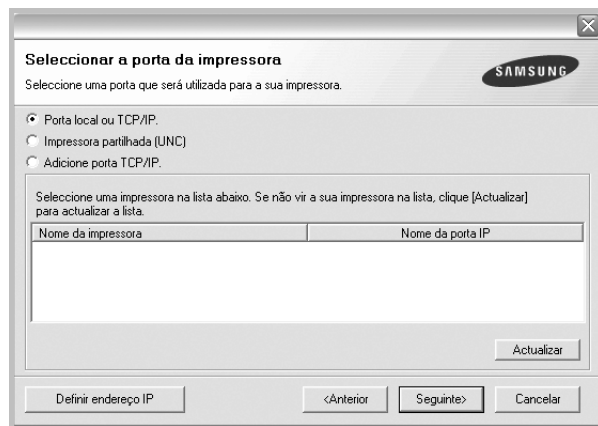 Seleccionar a porta da impressora
Seleccione uma porta que será utilizada para a sua impressora.
SAMSUNG
Porta local ou TCP/IP.
Impressora partilhada (UNC)
Adicione porta TCP/IP.
Seleccione uma impressora na lista abaixo. Se não vir a sua impressora na lista, clique [Actualizar]
para actualizar a lista.
Nome da impressora Nome da porta IP
Actualizar
Definir endereço IP <Anterior Seguinte> Cancelar